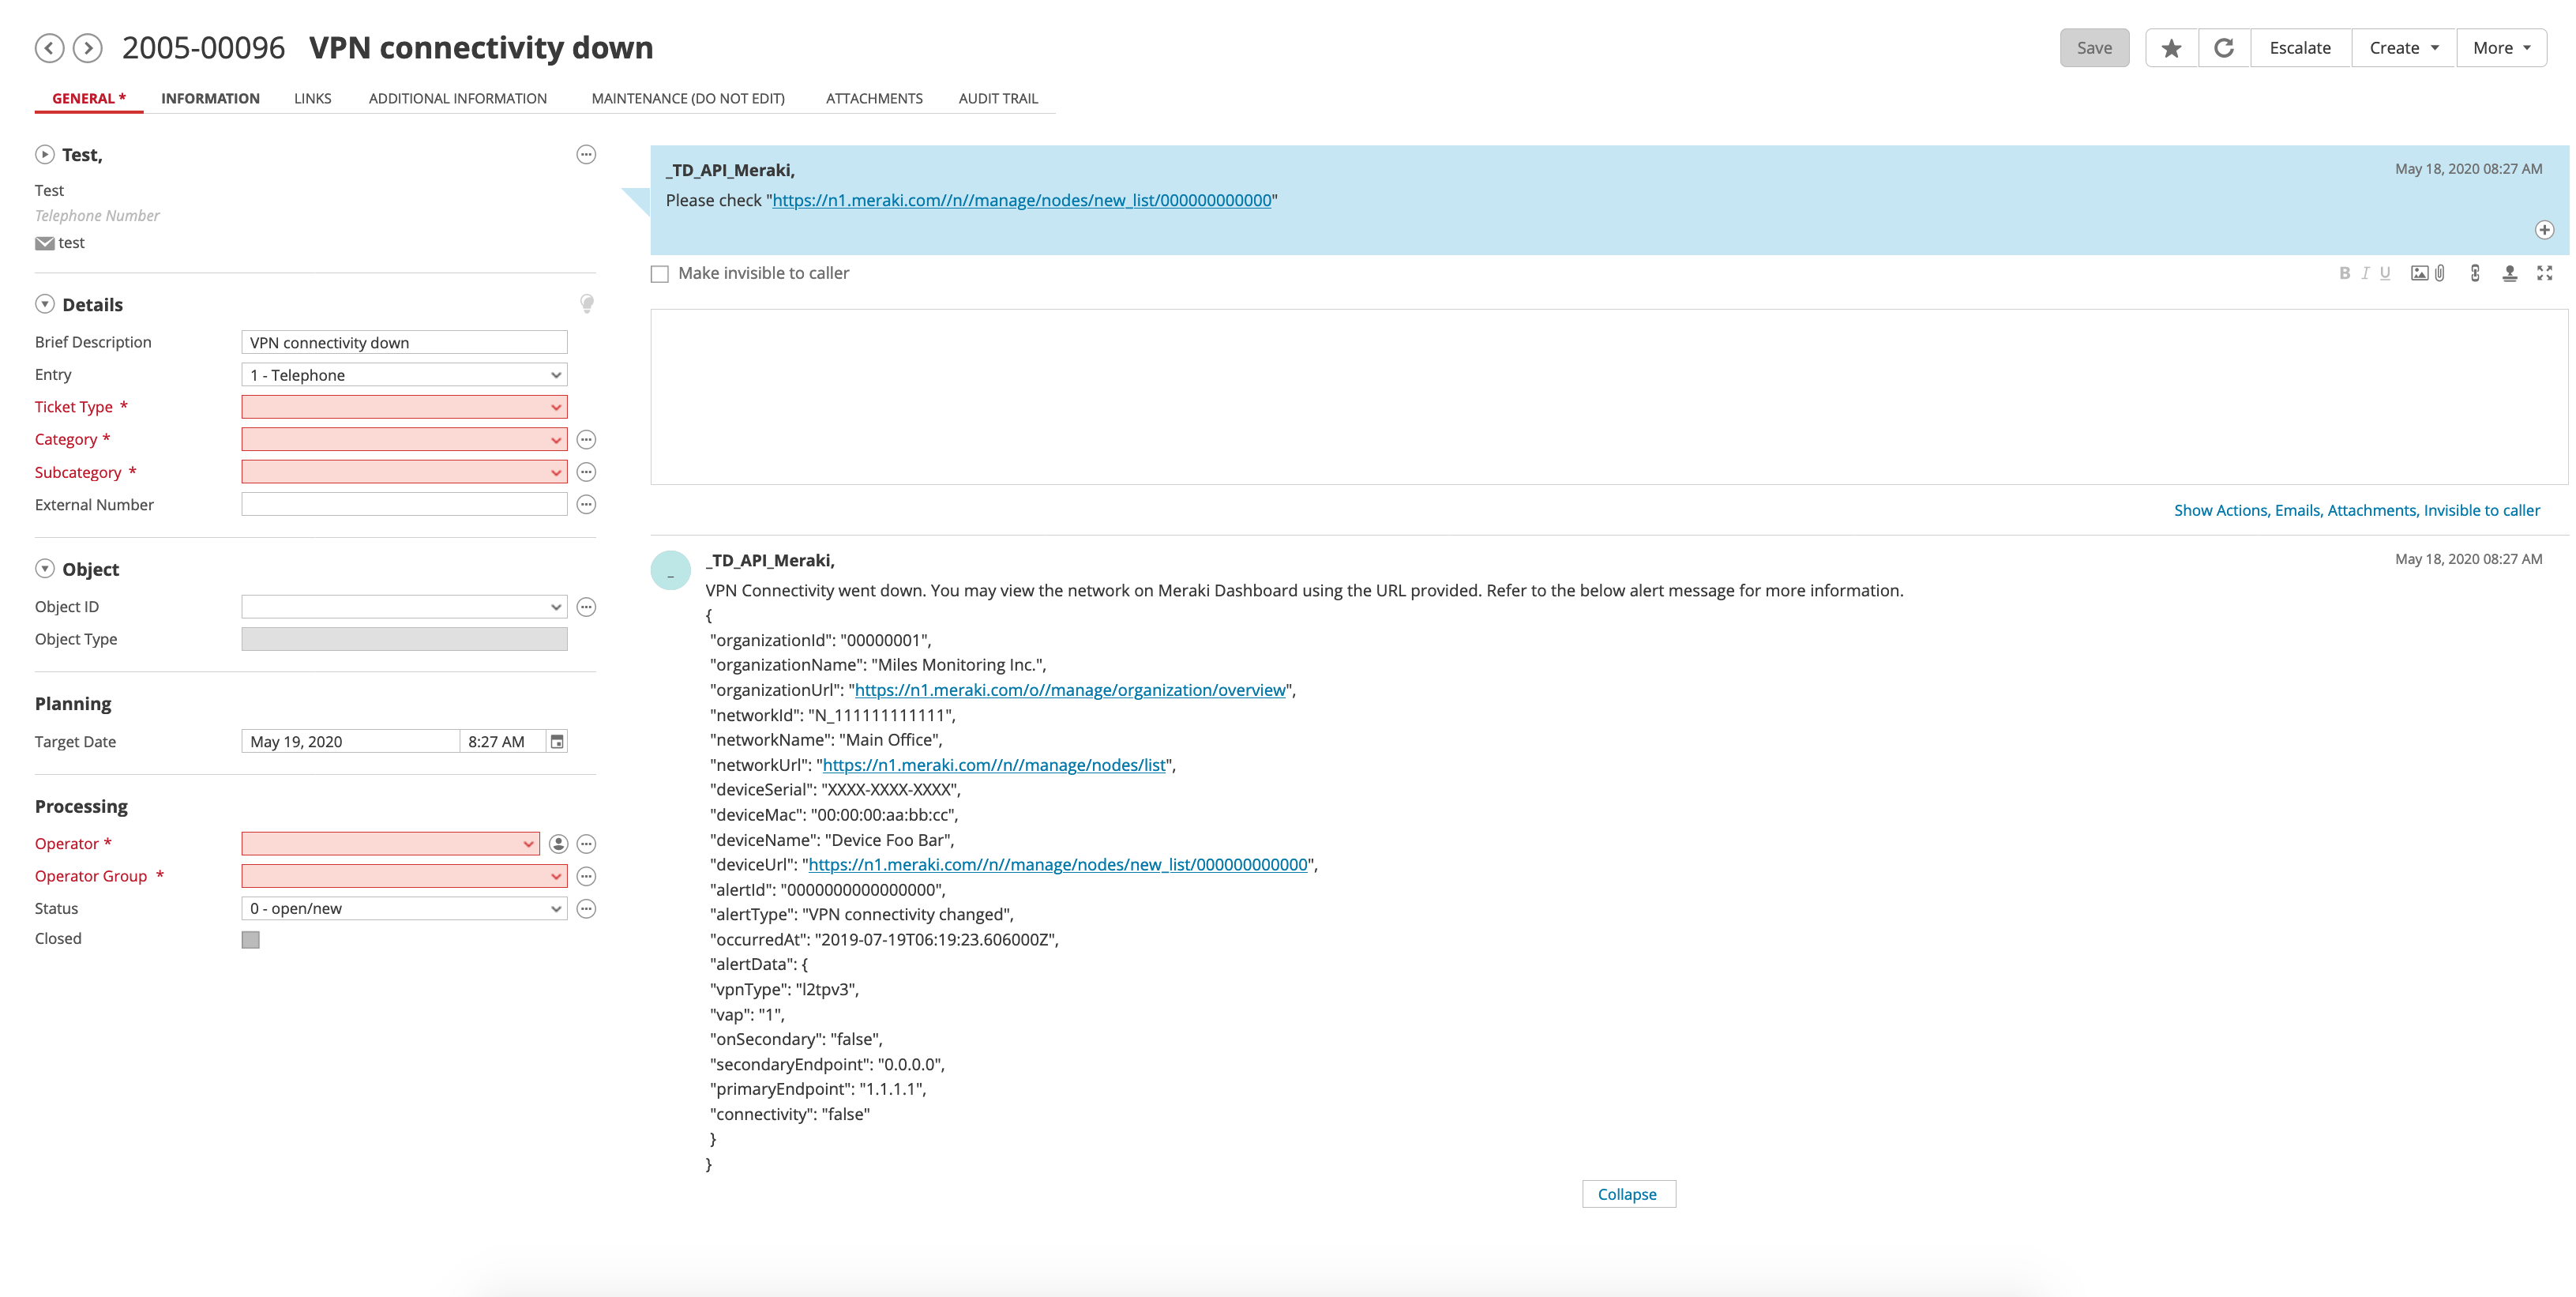 2005-00096 VPN connectivity down
Save
Escalate
Create
More
GENERAL *
INFORMATION
LINKS
ADDITIONAL INFORMATION
MAINTENANCE (DO NOT EDIT)
ATTACHMENTS
AUDIT TRAIL
Test,
Test
Telephone Number
test
Details
Brief Description VPN connectivity down
Entry 1 - Telephone
Ticket Type *
Category *
Subcategory *
External Number
Object
Object ID
Object Type
Planning
Target Date May 19, 2020 8:27 AM
Processing
Operator *
Operator Group *
Status 0 - open/new
Closed
_TD_API_Meraki, May 18, 2020 08:27 AM
Please check "https://n1.meraki.com//n//manage/nodes/new_list/000000000000"
Make invisible to caller
B I U
Show Actions, Emails, Attachments, Invisible to caller
_
_TD_API_Meraki, May 18, 2020 08:27 AM
VPN Connectivity went down. You may view the network on Meraki Dashboard using the URL provided. Refer to the below alert message for more information.
{
"organizationId": "00000001",
"organizationName": "Miles Monitoring Inc.",
"organizationUrl": "https://n1.meraki.com/o//manage/organization/overview",
"networkId": "N_111111111111",
"networkName": "Main Office",
"networkUrl": "https://n1.meraki.com//n//manage/nodes/list",
"deviceSerial": "XXXX-XXXX-XXXX",
"deviceMac": "00:00:00:aa:bb:cc",
"deviceName": "Device Foo Bar",
"deviceUrl": "https://n1.meraki.com//n//manage/nodes/new_list/000000000000",
"alertId": "0000000000000000",
"alertType": "VPN connectivity changed",
"occurredAt": "2019-07-19T06:19:23.606000Z",
"alertData": {
"vpnType": "l2tpv3",
"vap": "1",
"onSecondary": "false",
"secondaryEndpoint": "0.0.0.0",
"primaryEndpoint": "1.1.1.1",
"connectivity": "false"
}
}
Collapse